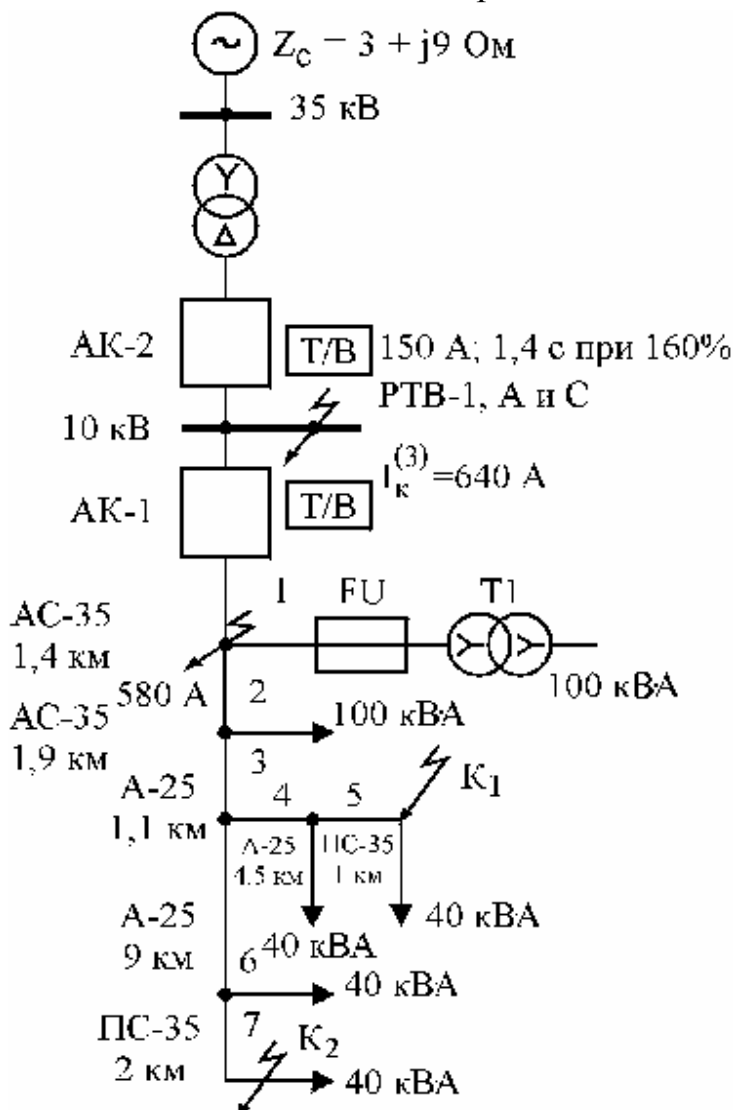 Z_C − 3 + j9 Ом
35 кВ
АК-2
Т/В
150 А; 1,4 с при 160%
РТВ-1, А и С
10 кВ
I_к^(3) =640 А
АК-1
Т/В
1
FU
T1
АС-35
1,4 км
580 А
2
100 кВА
100 кВА
АС-35
1,9 км
3
K1
А-25
1,1 км
4
5
А-25
4.5 км
ПС-35
1 км
А-25
9 км
40 кВА
40 кВА
6
40 кВА
ПС-35
2 км
7
K2
40 кВА